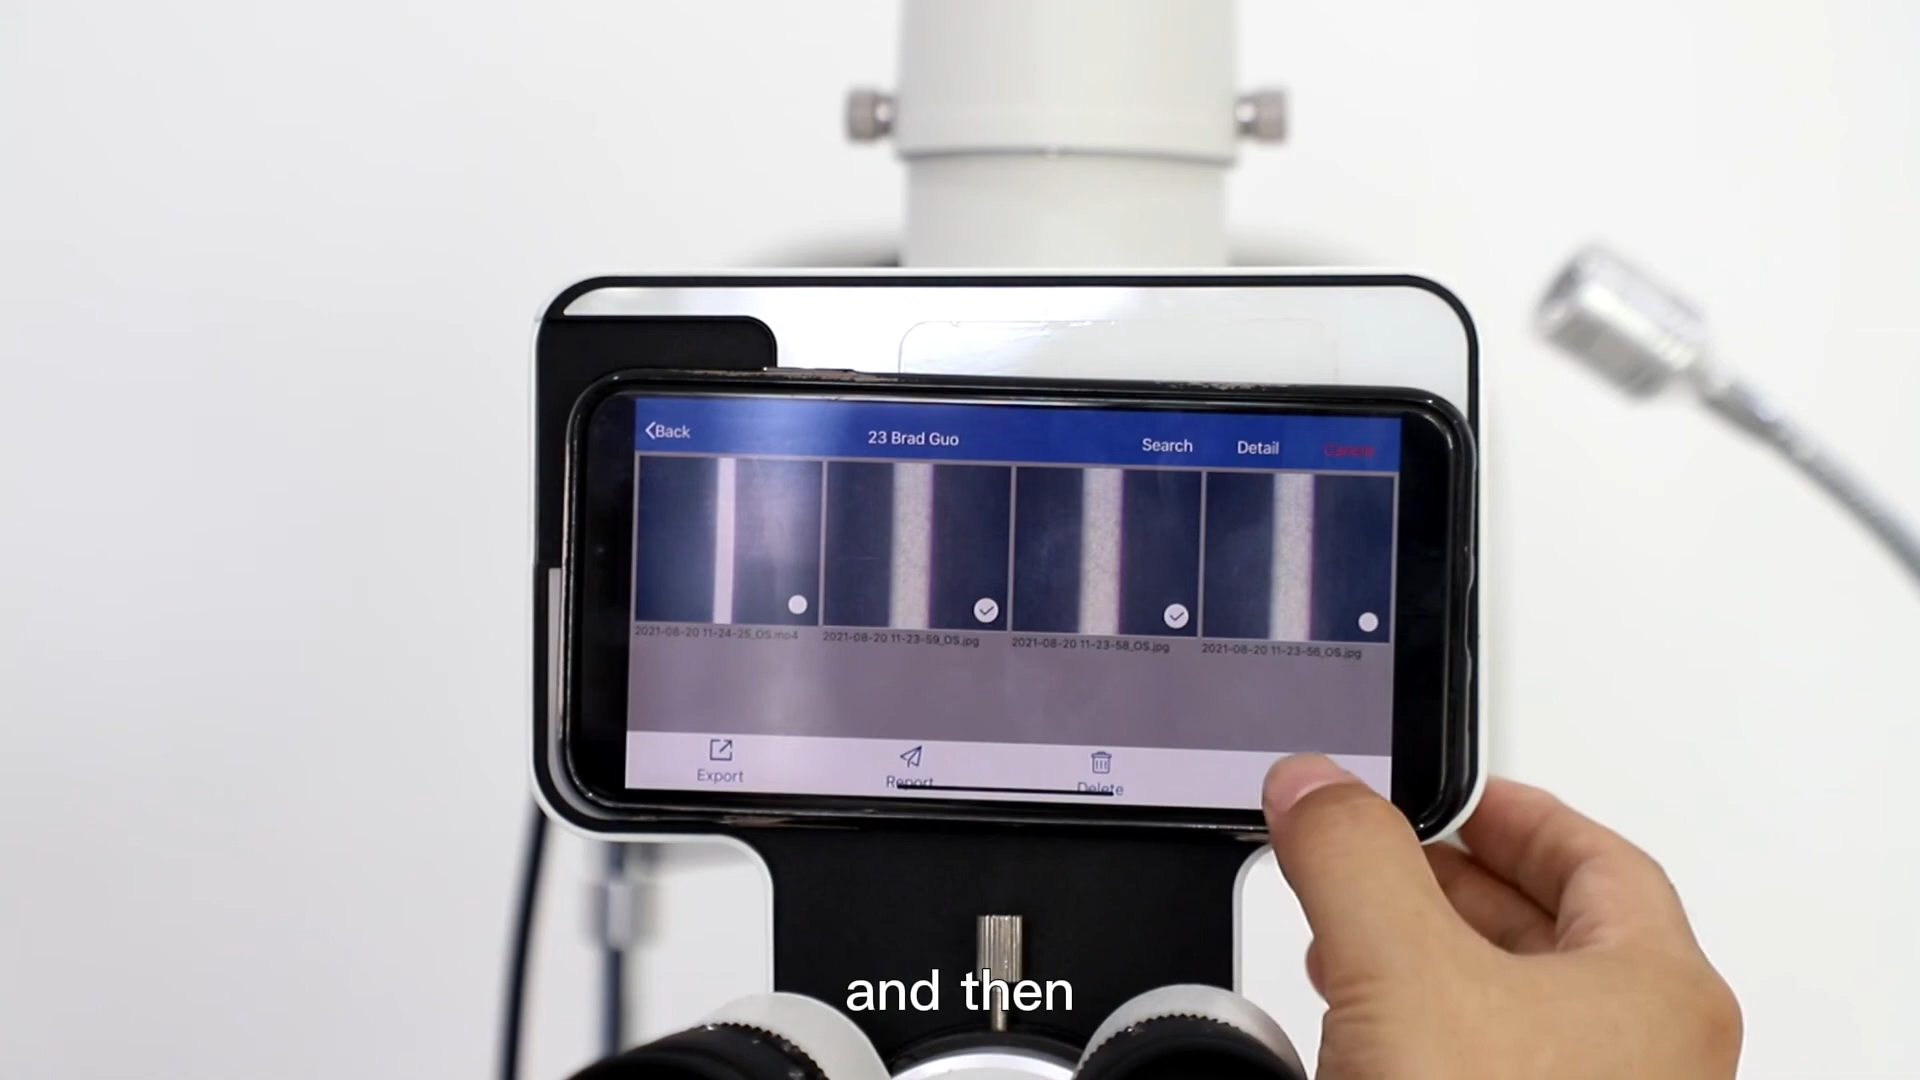 Back
23 Brad Guo
Search
Detail
Cancle
2021-08-20 11-24-25_OS.mp4
2021-08-20 11-23-59_OS.jpg
2021-08-20 11-23-58_OS.jpg
2021-08-20 11-23-56_OS.jpg
Export
Report
Delete
and then